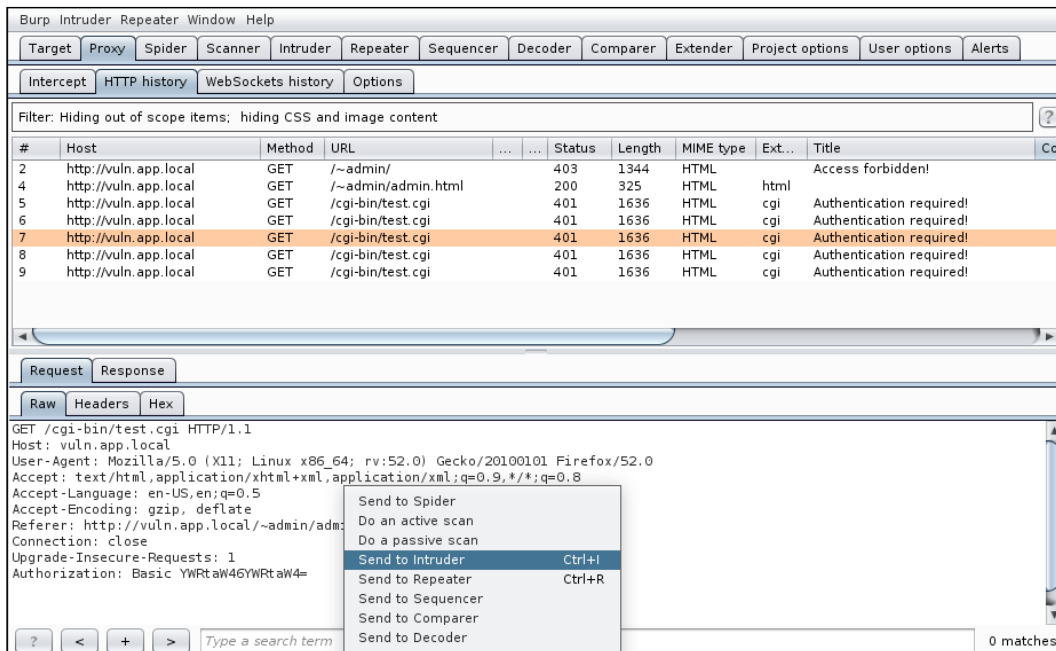 Burp Intruder Repeater Window Help
Target Proxy Spider Scanner Intruder Repeater Sequencer Decoder Comparer Extender Project options User options Alerts
Intercept HTTP history WebSockets history Options
Filter: Hiding out of scope items; hiding CSS and image content ?
# Host Method URL ... ... Status Length MIME type Ext... Title Co
2 http://vuln.app.local GET /~admin/ 403 1344 HTML Access forbidden!
4 http://vuln.app.local GET /~admin/admin.html 200 325 HTML html
5 http://vuln.app.local GET /cgi-bin/test.cgi 401 1636 HTML cgi Authentication required!
6 http://vuln.app.local GET /cgi-bin/test.cgi 401 1636 HTML cgi Authentication required!
7 http://vuln.app.local GET /cgi-bin/test.cgi 401 1636 HTML cgi Authentication required!
8 http://vuln.app.local GET /cgi-bin/test.cgi 401 1636 HTML cgi Authentication required!
9 http://vuln.app.local GET /cgi-bin/test.cgi 401 1636 HTML cgi Authentication required!
Request Response
Raw Headers Hex
GET /cgi-bin/test.cgi HTTP/1.1
Host: vuln.app.local
User-Agent: Mozilla/5.0 (X11; Linux x86_64; rv:52.0) Gecko/20100101 Firefox/52.0
Accept: text/html,application/xhtml+xml,application/xml;q=0.9,*/*;q=0.8
Accept-Language: en-US,en;q=0.5
Accept-Encoding: gzip, deflate
Referer: http://vuln.app.local/~admin/admi
Connection: close
Upgrade-Insecure-Requests: 1
Authorization: Basic YWRtaW46YWRtaW4=
Send to Spider
Do an active scan
Do a passive scan
Send to Intruder Ctrl+I
Send to Repeater Ctrl+R
Send to Sequencer
Send to Comparer
Send to Decoder
? < + > Type a search term 0 matches